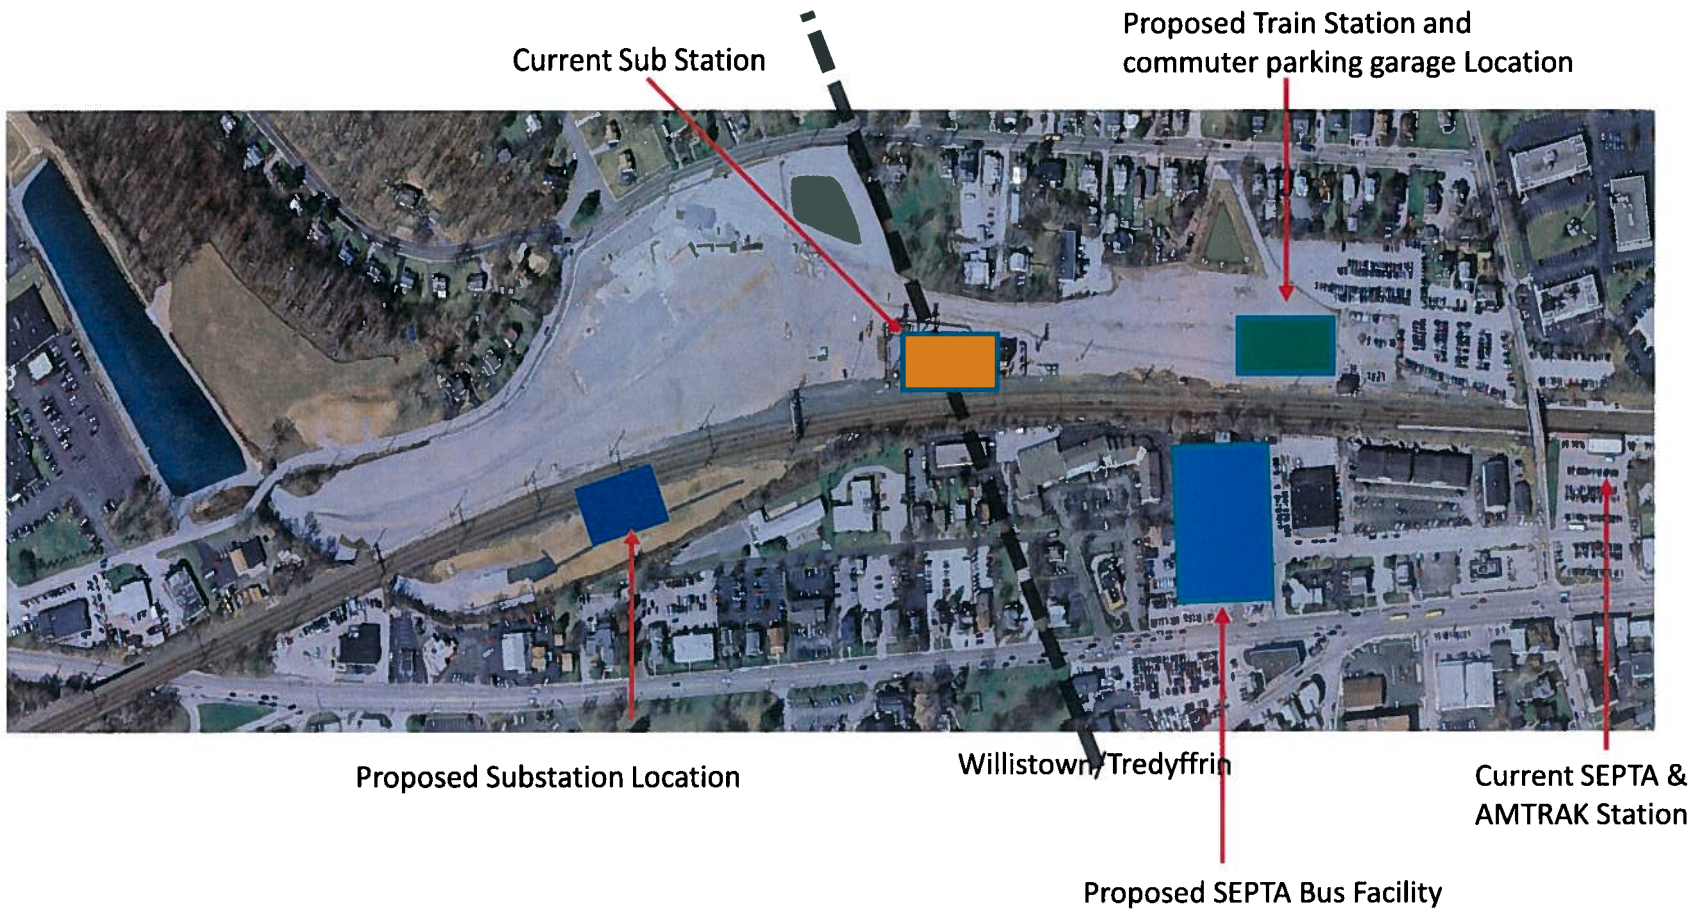 Proposed Train Station and
commuter parking garage Location
Current Sub Station
Proposed Substation Location
Willistown/Tredyffrin
Current SEPTA &
AMTRAK Station
Proposed SEPTA Bus Facility